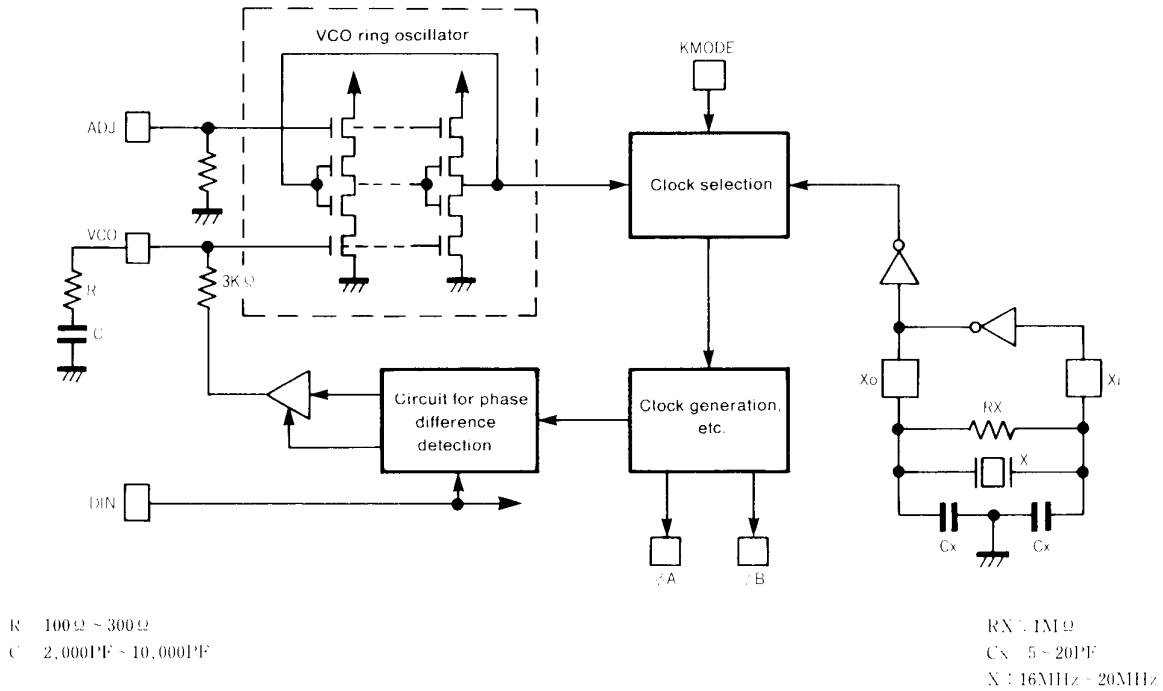 VCO ring oscillator
KMODE
ADJ
Clock selection
VCO
3KΩ
R
C
XO
XI
Circuit for phase
difference
detection
Clock generation,
etc.
RX
X
DIN
Cx
Cx
A
B
R 100Ω ~ 300Ω
C 2,000PF ~ 10,000PF
RX : 1MΩ
Cx 5 ~ 20PF
X : 16MHz ~ 20MHz